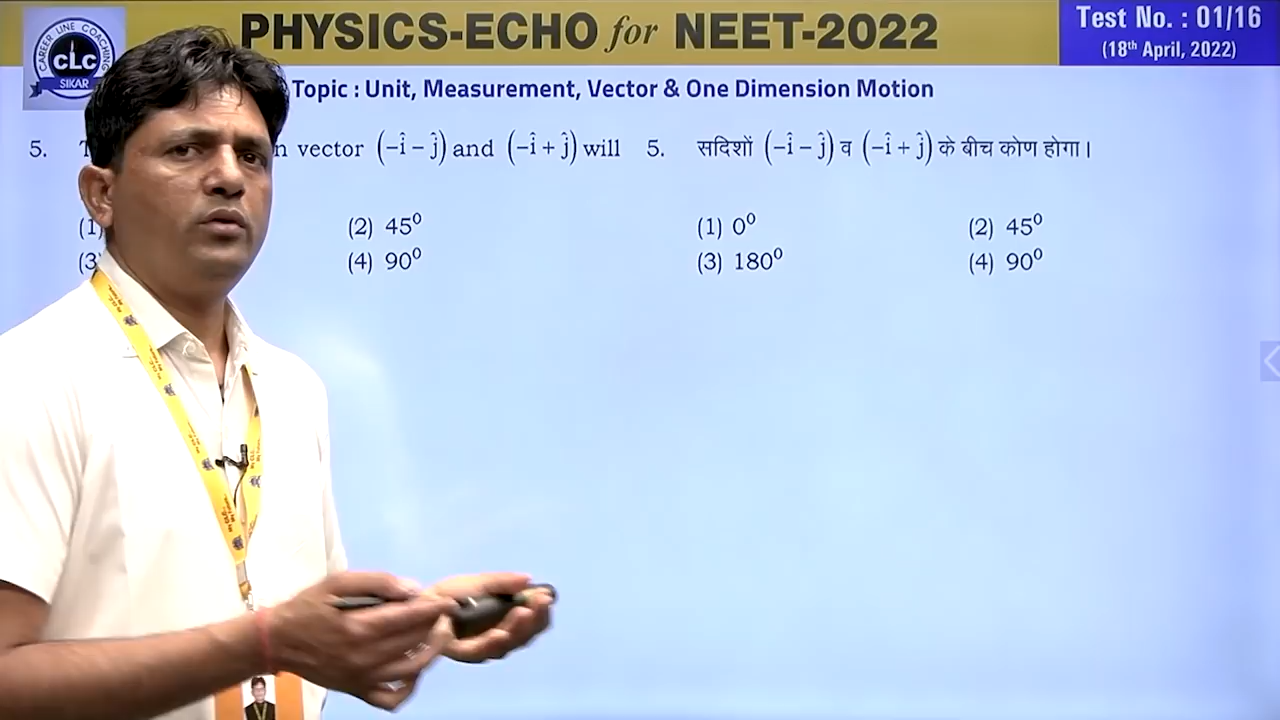 PHYSICS-ECHO for NEET-2022
Test No. : 01/16
(18th April, 2022)
CAREER LINE COACHING
CLC
SIKAR
Topic : Unit, Measurement, Vector & One Dimension Motion
5. vector (−î − ĵ) and (−î + ĵ) will
(1) (2) 45⁰
(3) (4) 90⁰
5. सदिशों (−î − ĵ) व (−î + ĵ) के बीच कोण होगा।
(1) 0⁰ (2) 45⁰
(3) 180⁰ (4) 90⁰